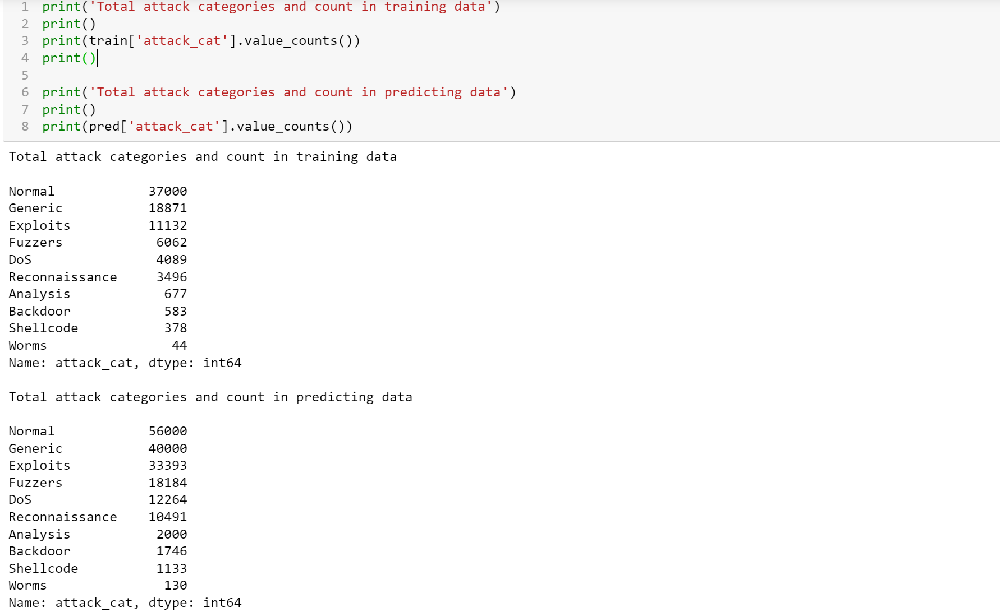 1 print('Total attack categories and count in training data')
2 print()
3 print(train['attack_cat'].value_counts())
4 print()
5
6 print('Total attack categories and count in predicting data')
7 print()
8 print(pred['attack_cat'].value_counts())
Total attack categories and count in training data
Normal 37000
Generic 18871
Exploits 11132
Fuzzers 6062
DoS 4089
Reconnaissance 3496
Analysis 677
Backdoor 583
Shellcode 378
Worms 44
Name: attack_cat, dtype: int64
Total attack categories and count in predicting data
Normal 56000
Generic 40000
Exploits 33393
Fuzzers 18184
DoS 12264
Reconnaissance 10491
Analysis 2000
Backdoor 1746
Shellcode 1133
Worms 130
Name: attack_cat, dtype: int64